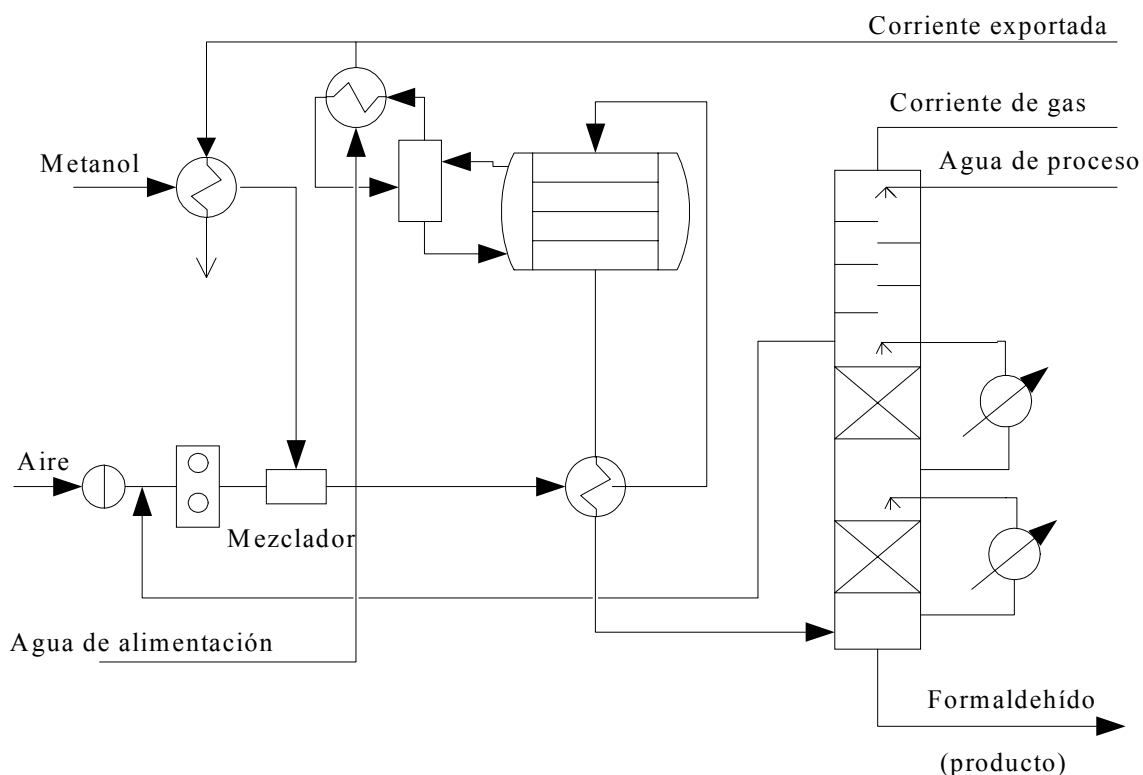 Corriente exportada
Corriente de gas
Metanol
Agua de proceso
Aire
Mezclador
Agua de alimentación
Formaldehído
(producto)